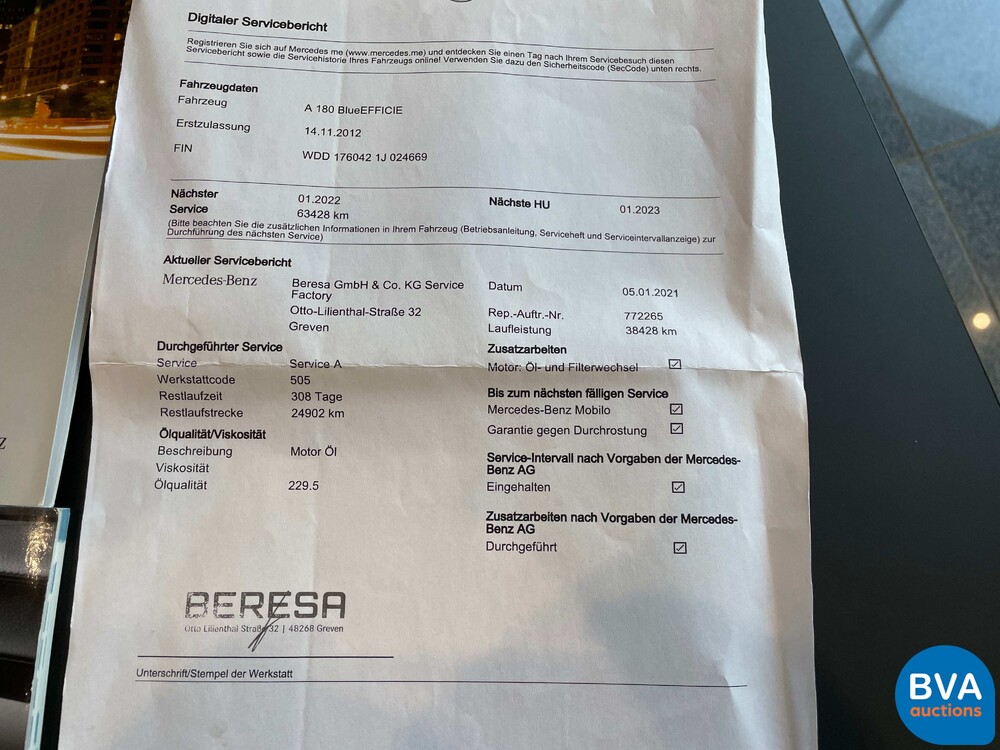 Digitaler Servicebericht
Registrieren Sie sich auf Mercedes me (www.mercedes.me) und entdecken Sie einen Tag nach Ihrem Servicebesuch diesen
Servicebericht sowie die Servicehistorie Ihres Fahrzeugs online! Verwenden Sie dazu den Sicherheitscode (SecCode) unten rechts.
Fahrzeugdaten
Fahrzeug A 180 BlueEFFICIE
Erstzulassung 14.11.2012
FIN WDD 176042 1J 024669
Nächster Service 01.2022 Nächste HU 01.2023
63428 km
(Bitte beachten Sie die zusätzlichen Informationen in Ihrem Fahrzeug (Betriebsanleitung, Serviceheft und Serviceintervallanzeige) zur
Durchführung des nächsten Service)
Aktueller Servicebericht
Mercedes-Benz Beresa GmbH & Co. KG Service Datum 05.01.2021
Factory
Otto-Lilienthal-Straße 32 Rep.-Auftr.-Nr. 772265
Greven Laufleistung 38428 km
Durchgeführter Service Zusatzarbeiten
Service Service A Motor: Öl- und Filterwechsel ☑
Werkstattcode 505
Restlaufzeit 308 Tage Bis zum nächsten fälligen Service
Restlaufstrecke 24902 km Mercedes-Benz Mobilo ☑
Ölqualität/Viskosität Garantie gegen Durchrostung ☑
Beschreibung Motor Öl Service-Intervall nach Vorgaben der Mercedes-
Viskosität Benz AG
Ölqualität 229.5 Eingehalten ☑
Zusatzarbeiten nach Vorgaben der Mercedes-
Benz AG
Durchgeführt ☑
BERESA
Otto Lilienthal Straße 32 | 48268 Greven
Unterschrift/Stempel der Werkstatt
BVA
auctions